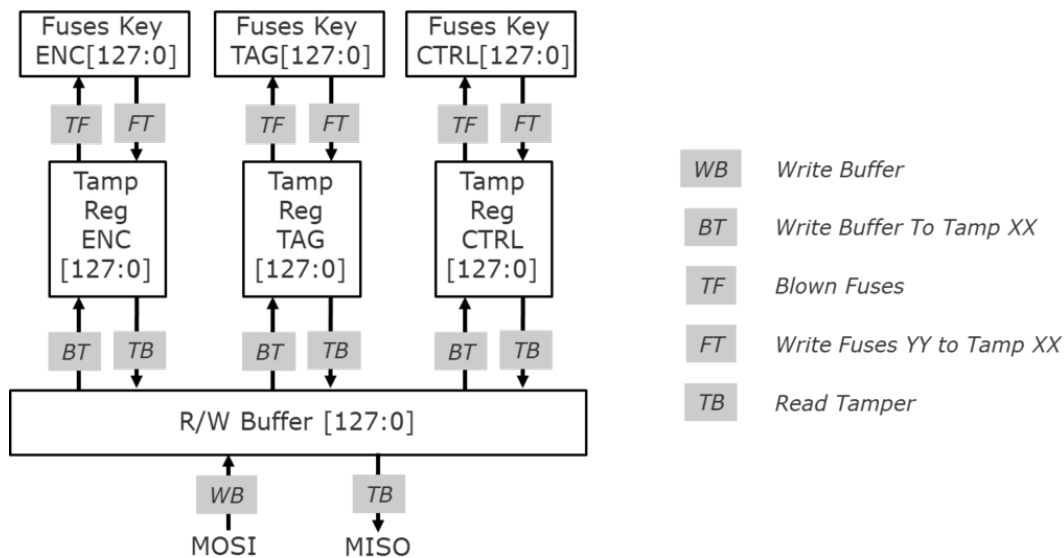 Fuses Key
ENC[127:0]
Fuses Key
TAG[127:0]
Fuses Key
CTRL[127:0]
TF
FT
TF
FT
TF
FT
Tamp
Reg
ENC
[127:0]
Tamp
Reg
TAG
[127:0]
Tamp
Reg
CTRL
[127:0]
BT
TB
BT
TB
BT
TB
R/W Buffer [127:0]
WB
TB
MOSI
MISO
WB Write Buffer
BT Write Buffer To Tamp XX
TF Blown Fuses
FT Write Fuses YY to Tamp XX
TB Read Tamper